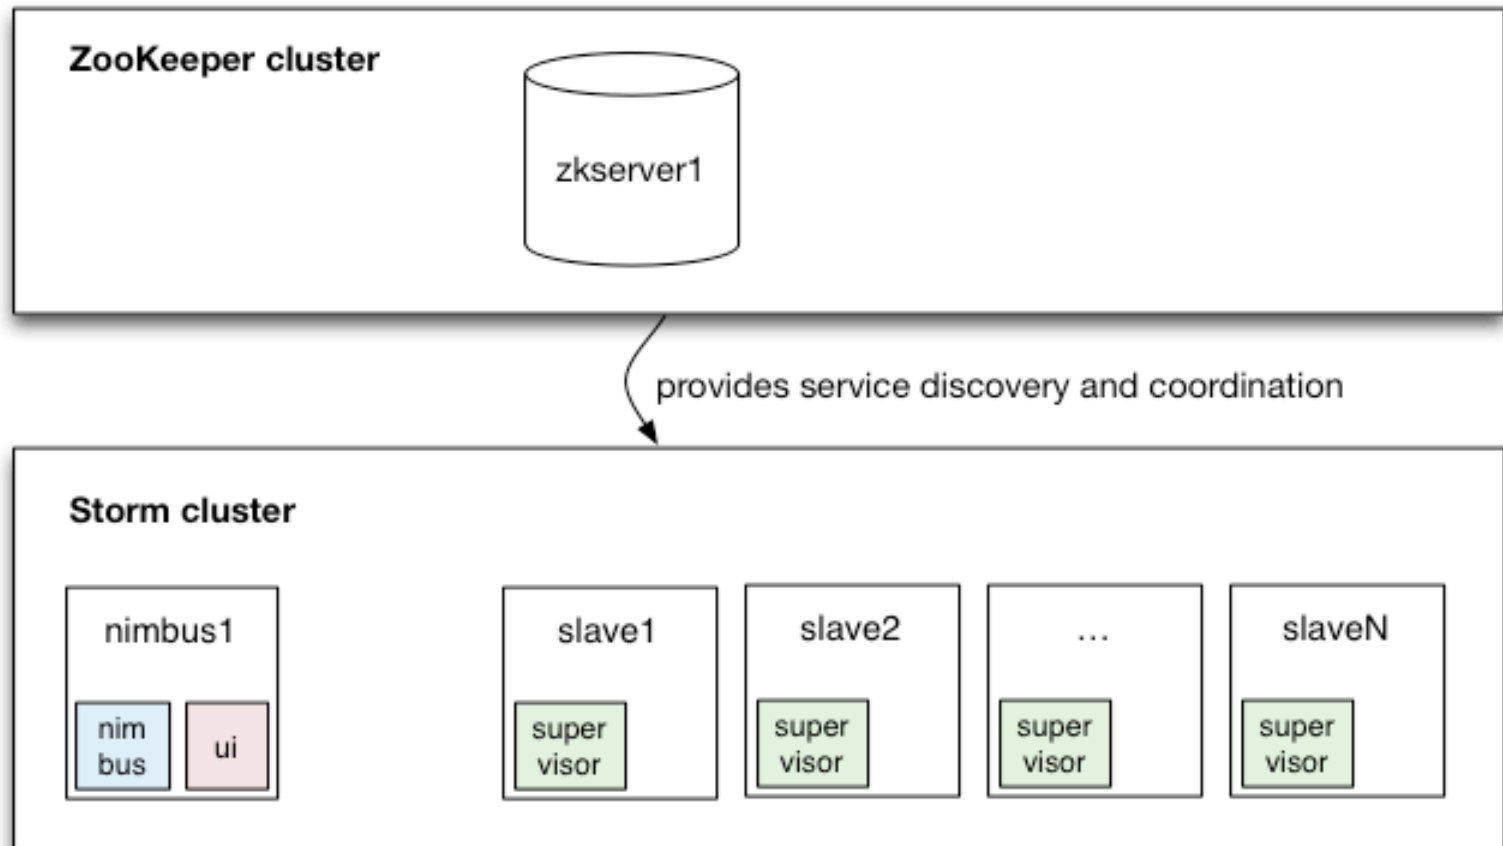 ZooKeeper cluster
zkserver1
provides service discovery and coordination
Storm cluster
nimbus1
nim
bus
ui
slave1
super
visor
slave2
super
visor
...
super
visor
slaveN
super
visor